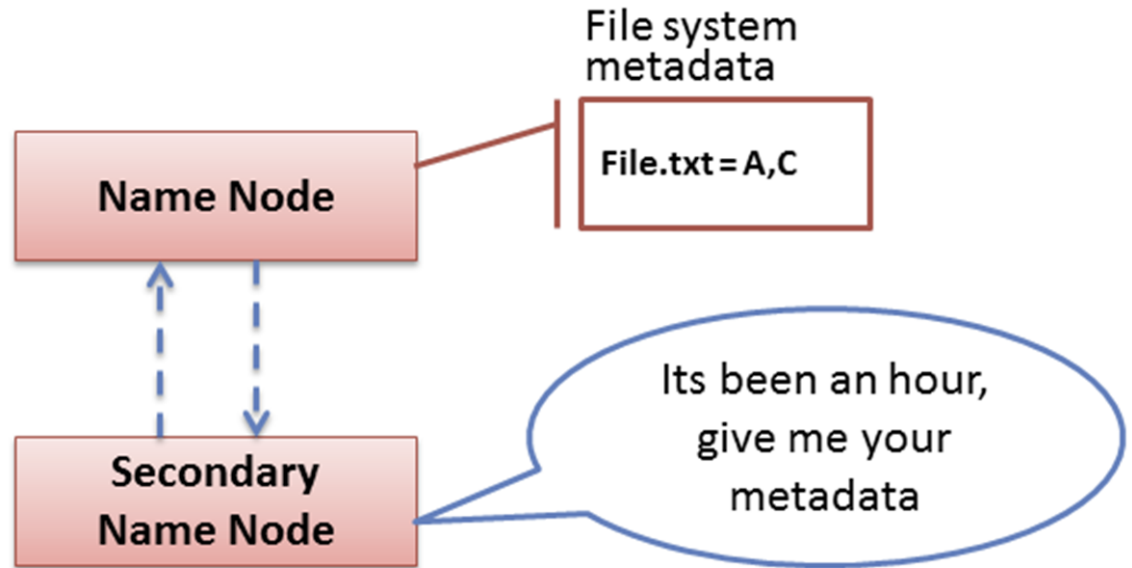 File system
metadata
Name Node
File.txt = A,C
Secondary
Name Node
Its been an hour,
give me your
metadata